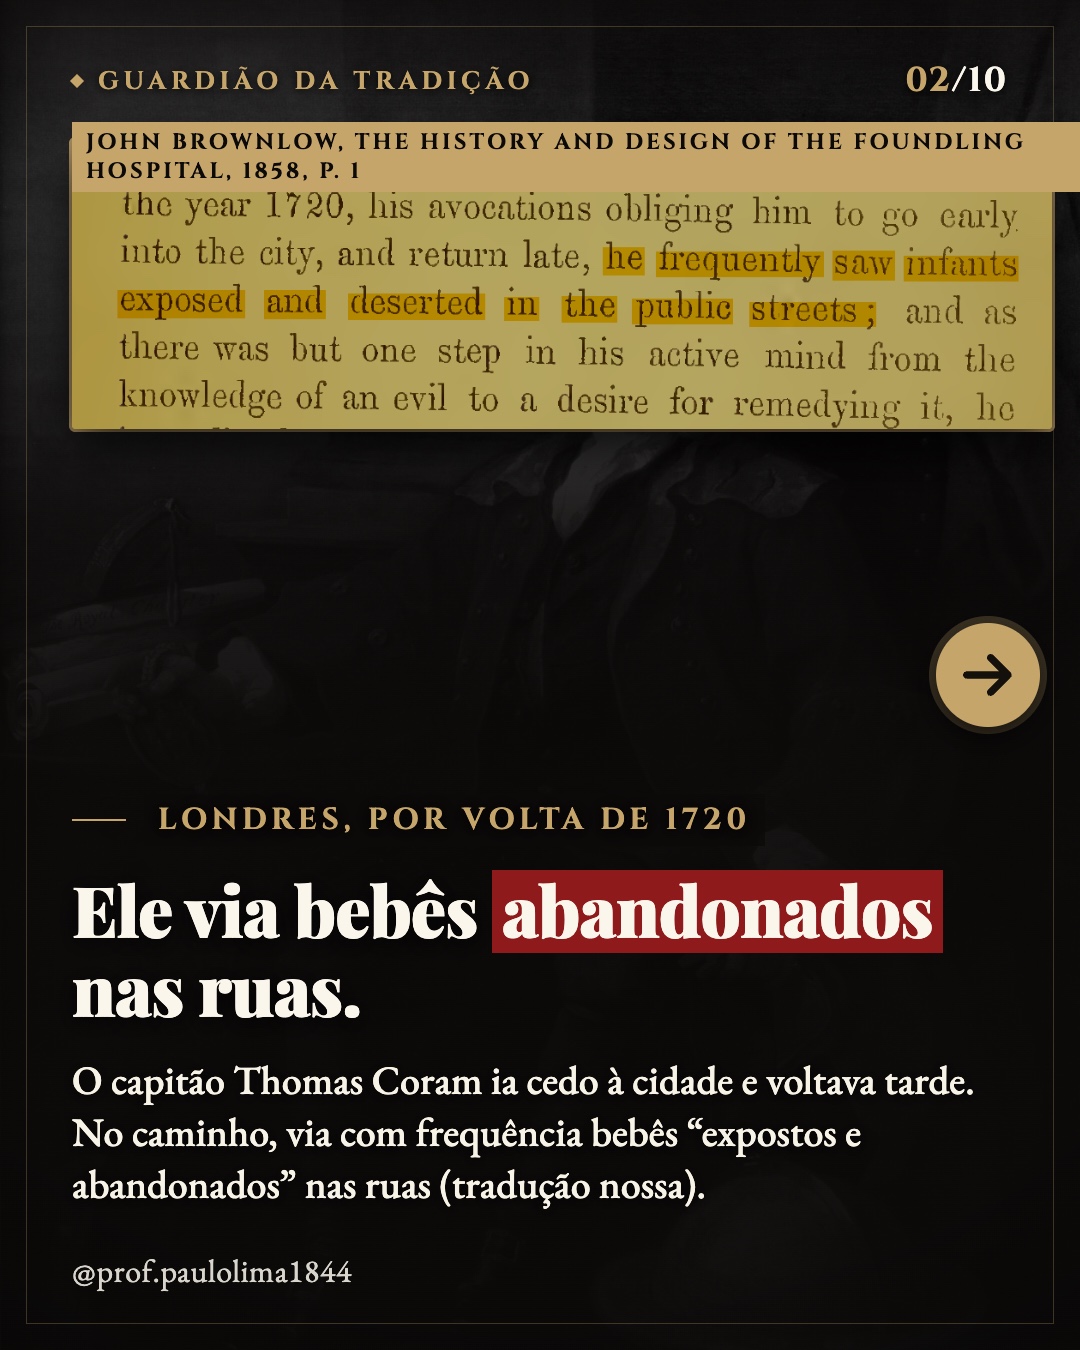 ◆ GUARDIÃO DA TRADIÇÃO
02/10
JOHN BROWNLOW, THE HISTORY AND DESIGN OF THE FOUNDLING
HOSPITAL, 1858, P. 1
the year 1720, his avocations obliging him to go early
into the city, and return late, he frequently saw infants
exposed and deserted in the public streets; and as
there was but one step in his active mind from the
knowledge of an evil to a desire for remedying it, he
LONDRES, POR VOLTA DE 1720
Ele via bebês abandonados
nas ruas.
O capitão Thomas Coram ia cedo à cidade e voltava tarde.
No caminho, via com frequência bebês “expostos e
abandonados” nas ruas (tradução nossa).
@prof.paulolima1844